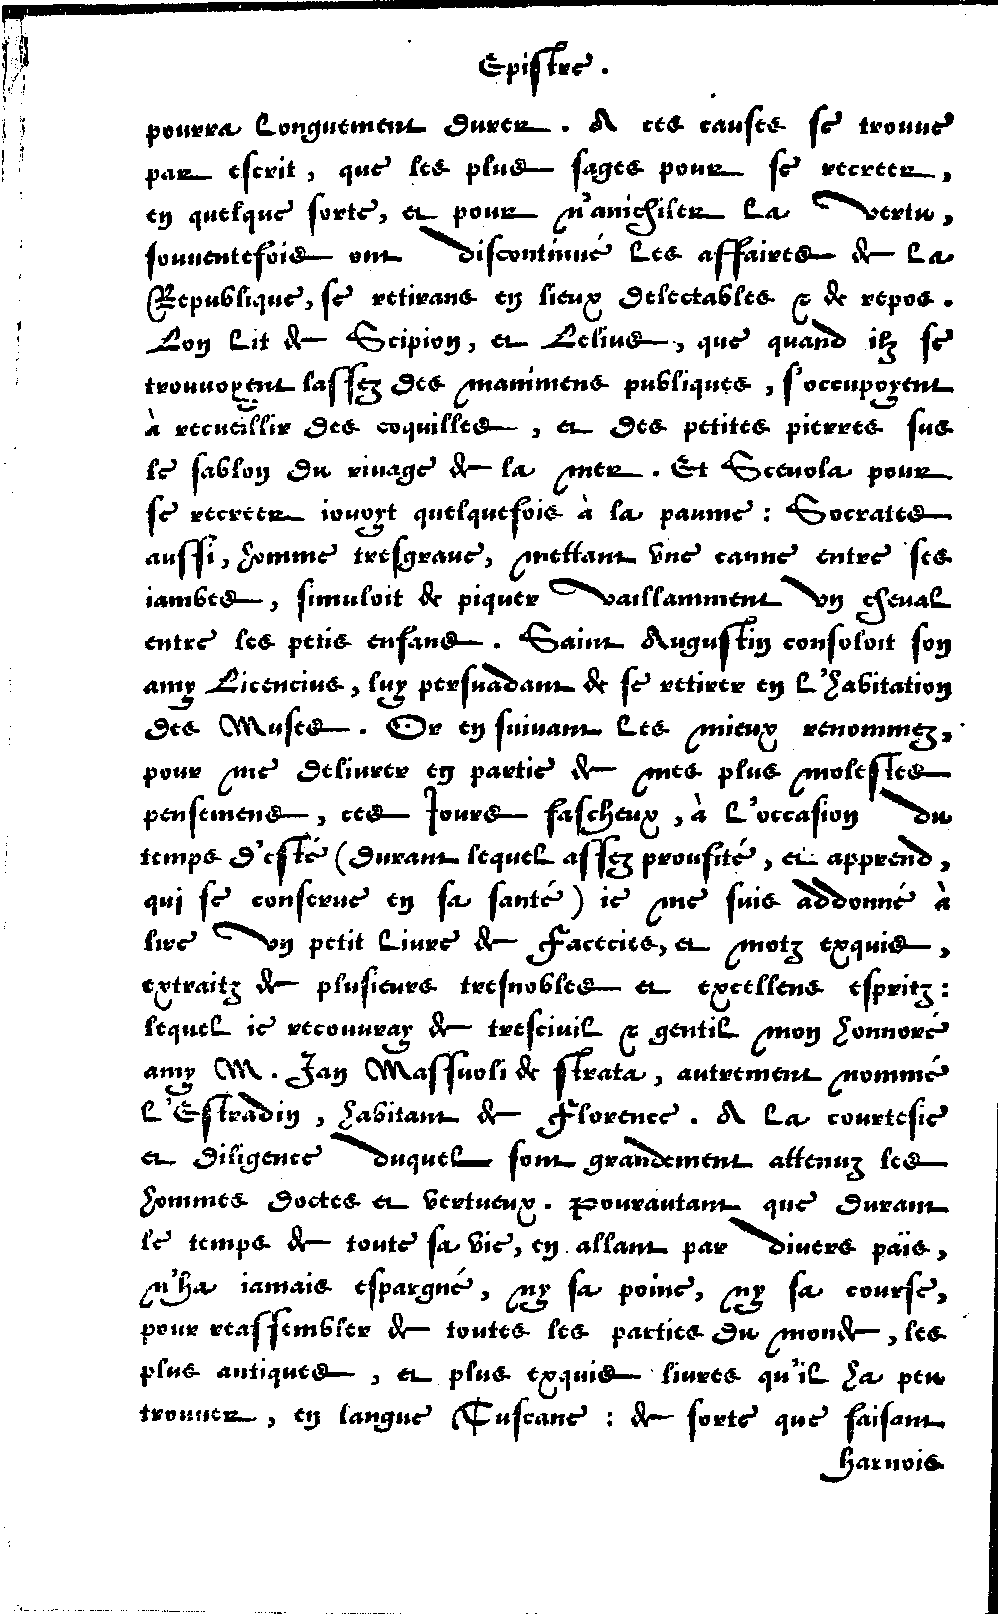 Epistre.
pourra longuement durer. A ces causes se trouue
par escrit, que les plus sages pour se recreer,
en quelque sorte, et pour n'anichiler la vertu,
souuentefois ont discontinué les affaires de la
Republique, se retirans en lieux delectables & de repos.
Lon lit de Scipion, et Lelius, que quand ilz se
trouuoyent lassez des manimens publiques, s'occupoyent
à recueillir des coquilles, et des petites pierres sus
le sablon du riuage de la mer. Et Sceuola pour
se recreer iouoyt quelquefois à la paume: Socrates
aussi, homme tresgraue, mettant vne canne entre ses
iambes, simuloit de piquer vaillamment vn cheual
entre les petis enfans. Saint Augustin consoloit son
amy Licencius, luy persuadant de se retirer en l'habitation
des Muses. Or en suiuant les mieux renommez,
pour me deliurer en partie de mes plus molestes
pensemens, ces Jours fascheux, à l'occasion du
temps d'esté (durant lequel assez proufité, et apprend,
qui se conserue en sa santé) ie me suis addonné à
lire vn petit liure de Facecies, et motz exquis,
extraitz de plusieurs tresnobles et excellens espritz:
lequel ie recouuray de tresciuil & gentil mon honnoré
amy M. Jan Massuoli de strata, autrement nommé
l'Estradin, habitant de Florence. A la courtesie
et diligence duquel sont grandement attenuz les
hommes doctes et vertueux. Pourautant que durant
le temps de toute sa vie, en allant par diuers païs,
n'ha iamais espargné, ny sa peine, ny sa course,
pour reassembler de toutes les parties du monde, les
plus antiques, et plus exquis liures qu'il ha peu
trouuer, en langue Tuscane: de sorte que faisant
harnois